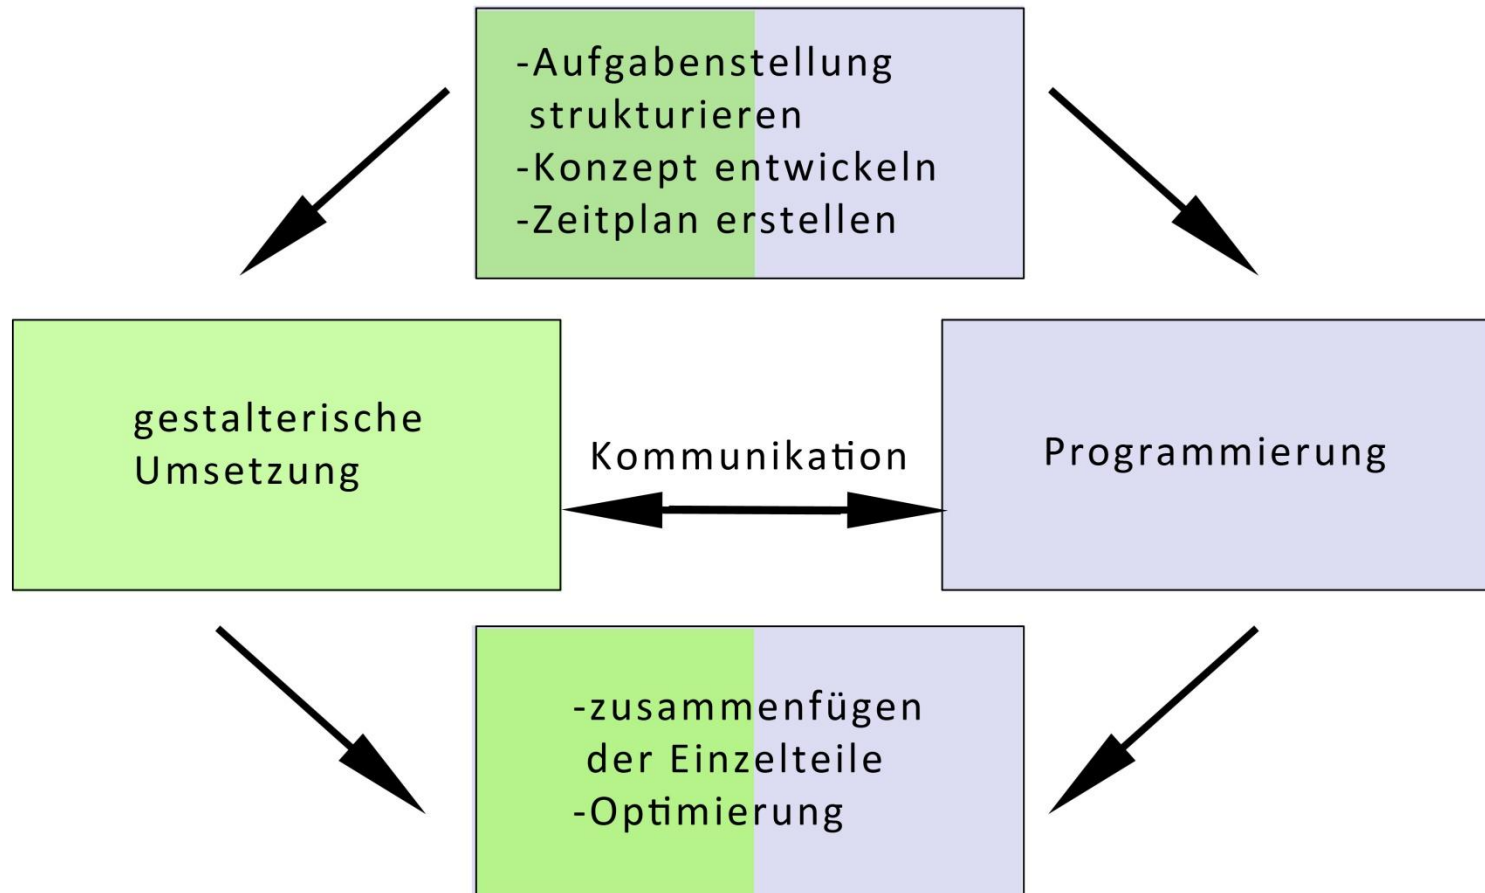 -Aufgabenstellung
strukturieren
-Konzept entwickeln
-Zeitplan erstellen
gestalterische
Umsetzung
Kommunikation
Programmierung
-zusammenfügen
der Einzelteile
-Optimierung